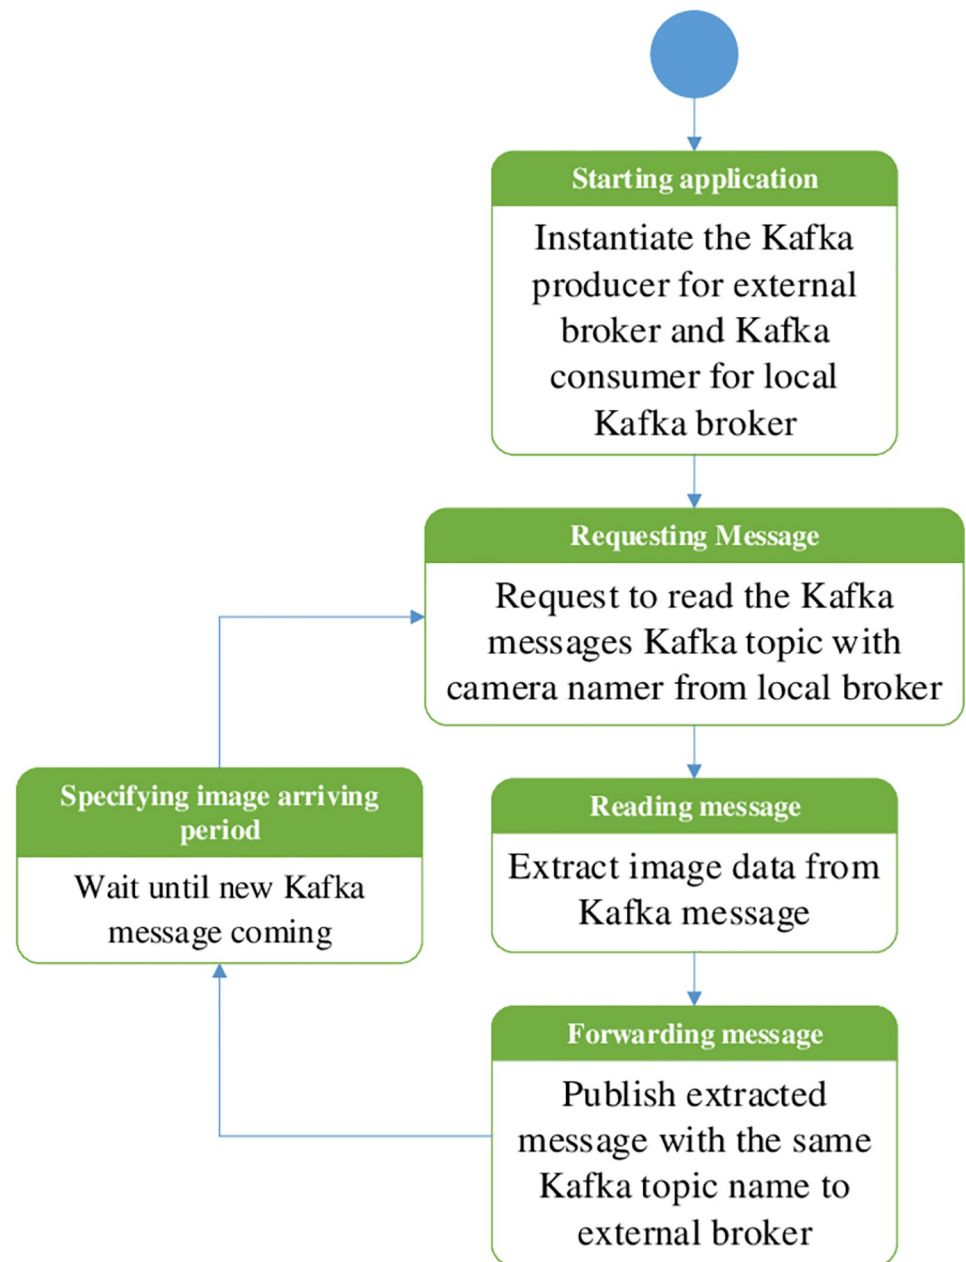 Starting application
Instantiate the Kafka
producer for external
broker and Kafka
consumer for local
Kafka broker
Requesting Message
Request to read the Kafka
messages Kafka topic with
camera namer from local broker
Specifying image arriving
period
Wait until new Kafka
message coming
Reading message
Extract image data from
Kafka message
Forwarding message
Publish extracted
message with the same
Kafka topic name to
external broker